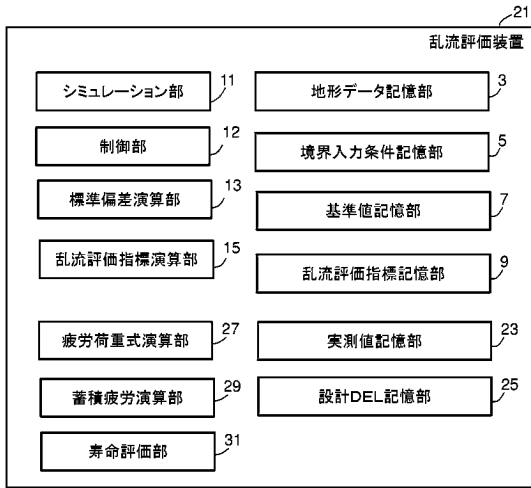 21
乱流評価装置
シミュレーション部
11
地形データ記憶部
3
制御部
12
境界入力条件記憶部
5
標準偏差演算部
13
基準値記憶部
7
乱流評価指標演算部
15
乱流評価指標記憶部
9
疲労荷重式演算部
27
実測値記憶部
23
蓄積疲労演算部
29
設計DEL記憶部
25
寿命評価部
31